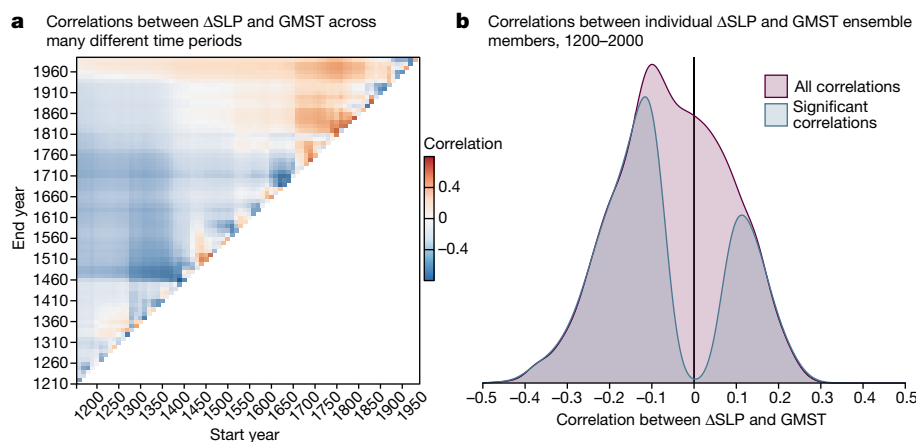 a Correlations between ΔSLP and GMST across
many different time periods
1960
1910
1860
1810
1760
1710
1660
1610
1560
1510
1460
1410
1360
1310
1260
1210
End year
1200
1250
1300
1350
1400
1450
1500
1550
1600
1650
1700
1750
1800
1850
1900
1950
Start year
Correlation
0.4
0
−0.4
b Correlations between individual ΔSLP and GMST ensemble
members, 1200–2000
All correlations
Significant
correlations
−0.5 −0.4 −0.3 −0.2 −0.1 0 0.1 0.2 0.3 0.4 0.5
Correlation between ΔSLP and GMST